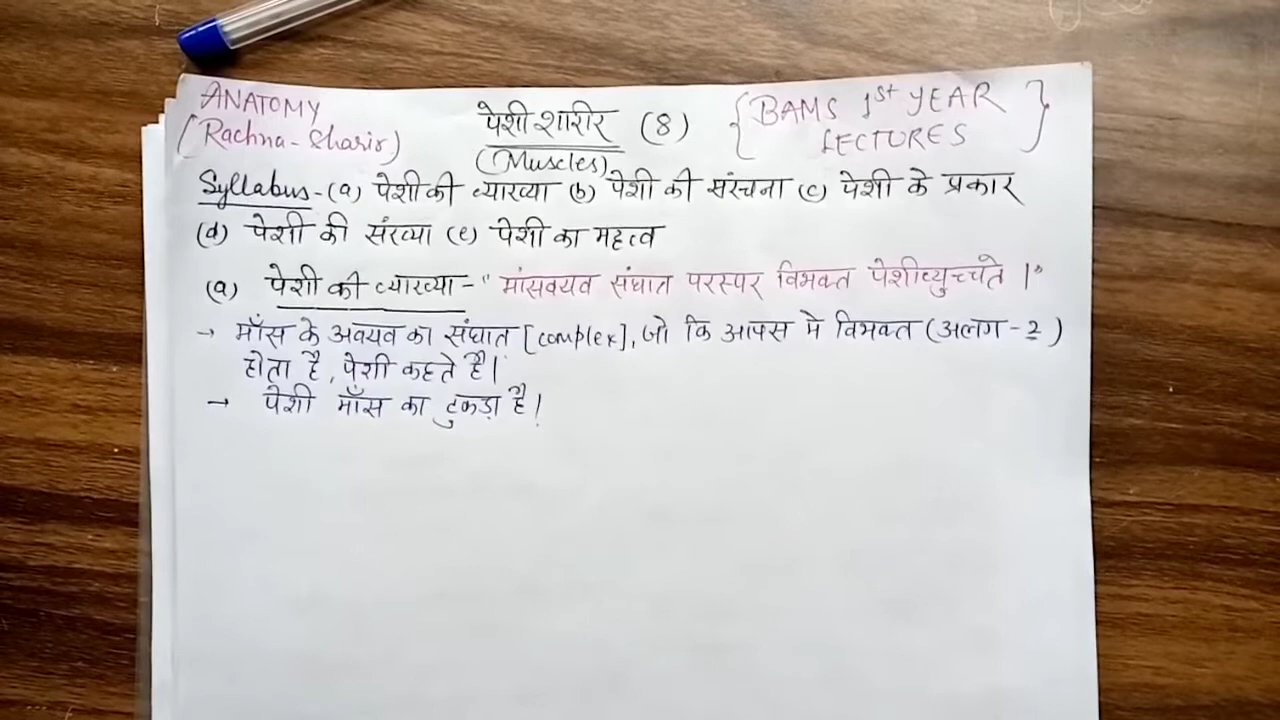 ANATOMY
(Rachna-Sharir)
पेशी शारीर (8)
(Muscles)
{BAMS 1st YEAR
LECTURES}
Syllabus-(a) पेशी की व्याख्या (b) पेशी की संरचना (c) पेशी के प्रकार
(d) पेशी की संख्या (e) पेशी का महत्व
(a) पेशी की व्याख्या- "मांसवयव संघात परस्पर विभक्त पेशीत्युच्चते ।"
→ माँस के अवयव का संघात [complex], जो कि आपस मे विभक्त (अलग-2)
होता है, पेशी कहते है।
→ पेशी माँस का टुकड़ा है!